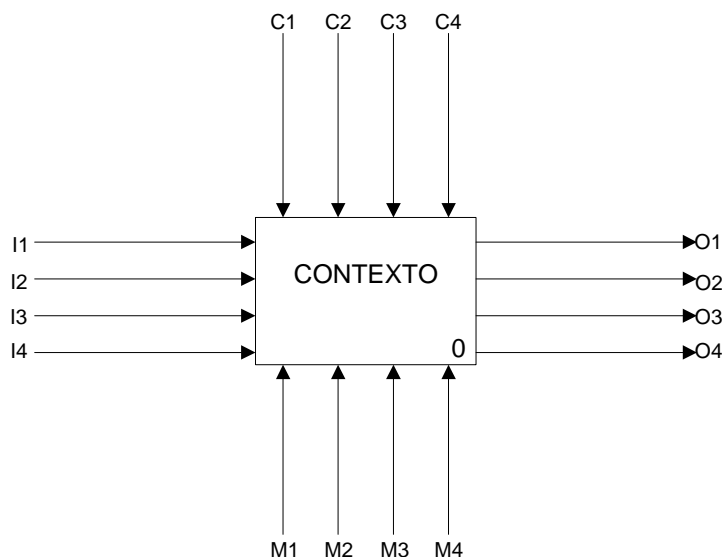 C1 C2 C3 C4
I1 O1
I2 CONTEXTO O2
I3 O3
I4 0 O4
M1 M2 M3 M4